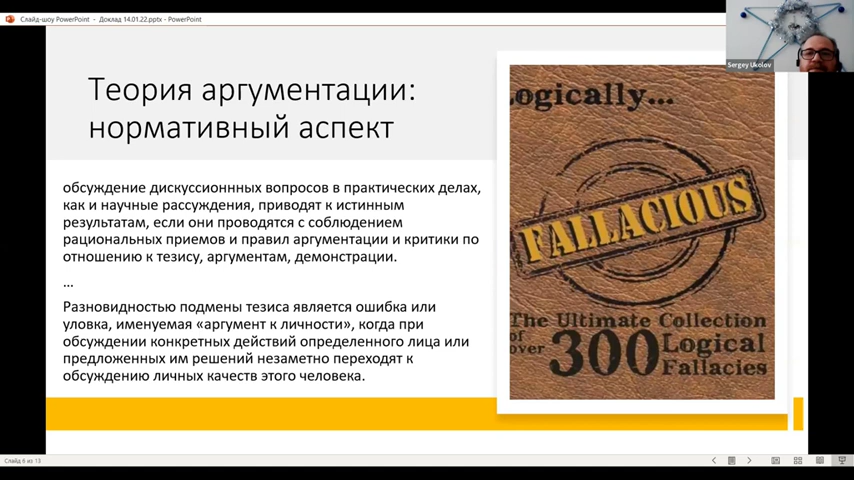 Слайд-шоу PowerPoint - Доклад 14.01.22.pptx - PowerPoint
Sergey Ukolov
Теория аргументации:
нормативный аспект
обсуждение дискуссионнных вопросов в практических делах,
как и научные рассуждения, приводят к истинным
результатам, если они проводятся с соблюдением
рациональных приемов и правил аргументации и критики по
отношению к тезису, аргументам, демонстрации.
...
Разновидностью подмены тезиса является ошибка или
уловка, именуемая «аргумент к личности», когда при
обсуждении конкретных действий определенного лица или
предложенных им решений незаметно переходят к
обсуждению личных качеств этого человека.
ogically...
FALLACIOUS
The Ultimate Collection
of over 300 Logical Fallacies
Слайд 6 из 13